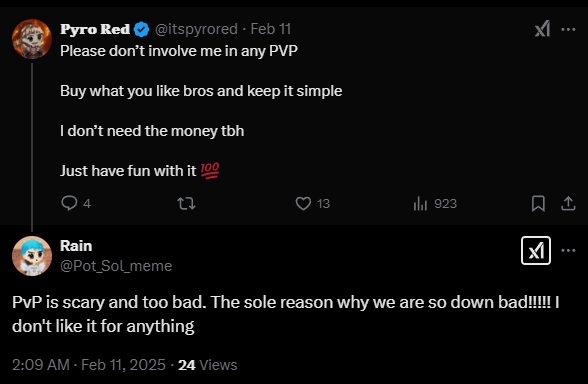 Pyro Red @itspyrored · Feb 11
Please don't involve me in any PVP
Buy what you like bros and keep it simple
I don't need the money tbh
Just have fun with it 💯
4 13 923
Rain
@Pot_Sol_meme
PvP is scary and too bad. The sole reason why we are so down bad!!!!! I
don't like it for anything
2:09 AM · Feb 11, 2025 · 24 Views